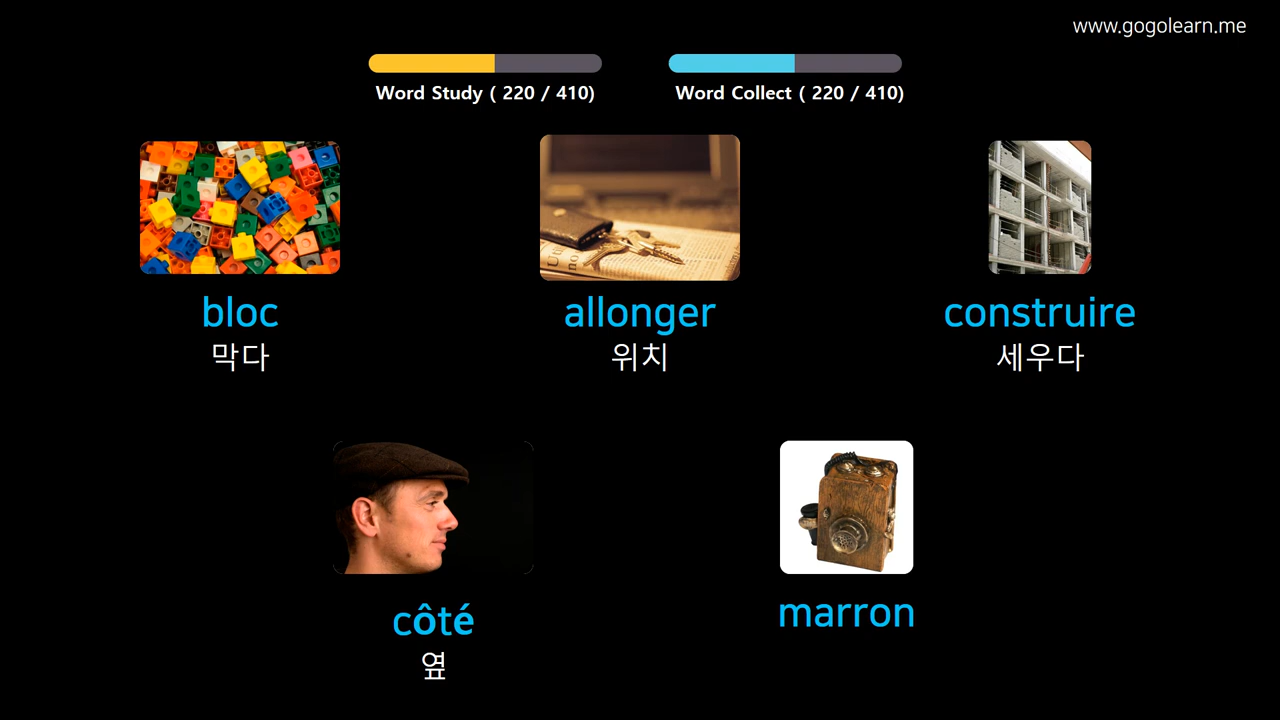 www.gogolearn.me
Word Study ( 220 / 410)
Word Collect ( 220 / 410)
bloc
막다
allonger
위치
construire
세우다
côté
옆
marron